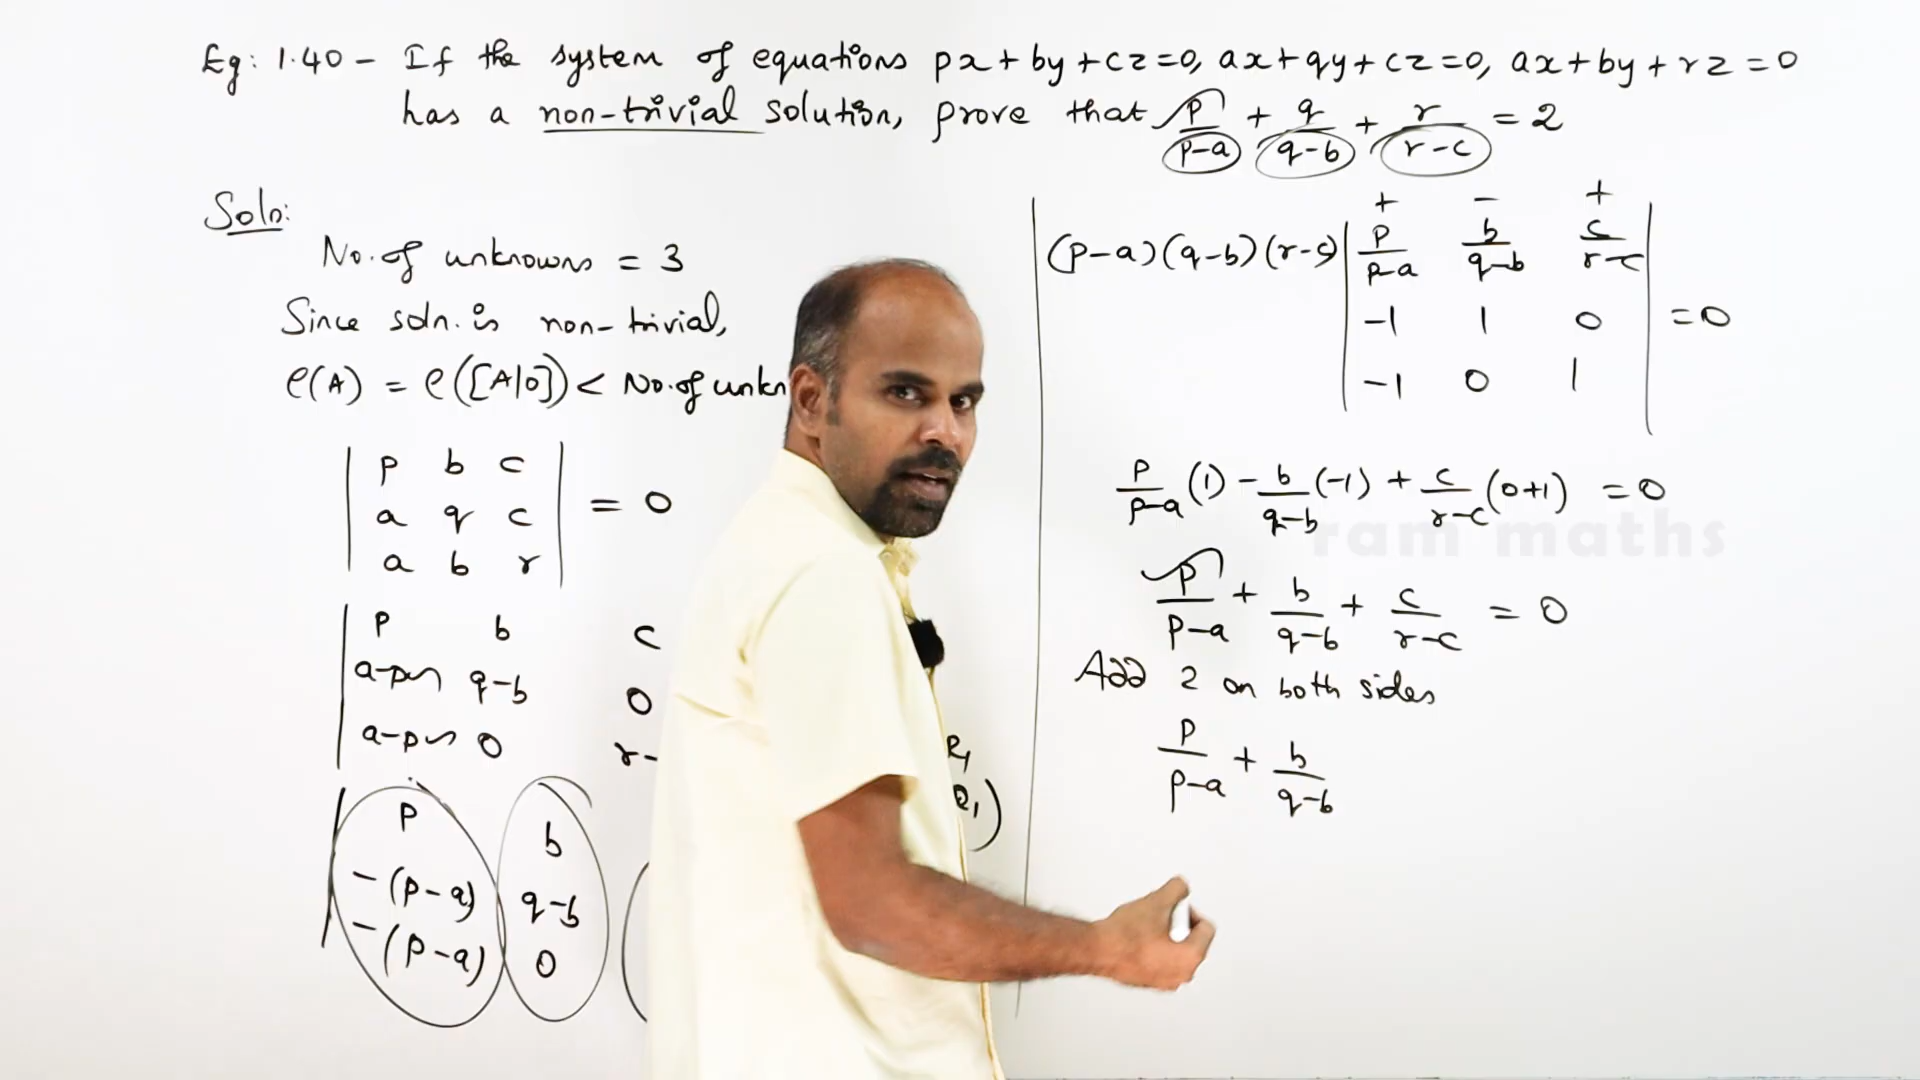 Eg: 1.40 - If the system of equations px + by + cz = 0, ax + qy + cz = 0, ax + by + rz = 0
has a non-trivial solution, prove that p/(p-a) + q/(q-b) + r/(r-c) = 2
Soln:
No. of unknowns = 3
Since soln. is non-trivial,
ρ(A) = ρ([A|0]) < No. of unkn
| p b c |
| a q c | = 0
| a b r |
| p b c
a-p q-b 0
a-p 0 r-
R1
R1)
| p b
-(p-a) q-b
-(p-a) 0
+ - +
(p-a)(q-b)(r-c) | p/(p-a) b/(q-b) c/(r-c) |
-1 1 0 = 0
-1 0 1
p/(p-a) (1) - b/(q-b) (-1) + c/(r-c) (0+1) = 0
ram maths
p/(p-a) + b/(q-b) + c/(r-c) = 0
Add 2 on both sides
p/(p-a) + b/(q-b)